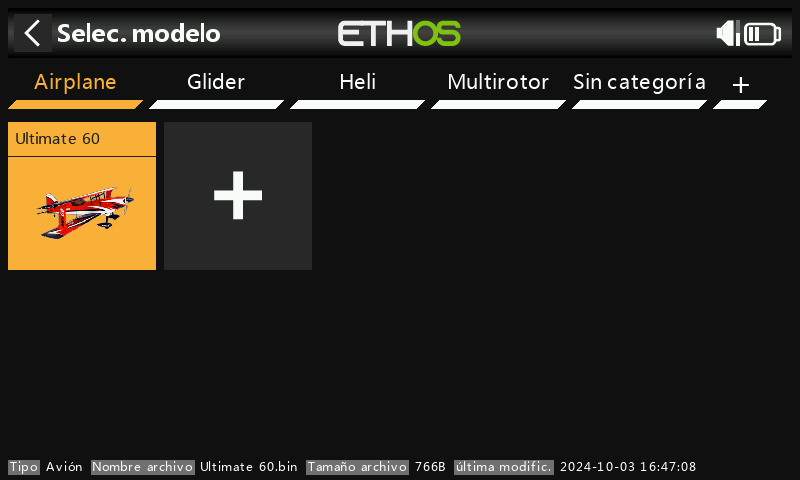 Selec. modelo ETHOS
Airplane Glider Heli Multirotor Sin categoría +
Ultimate 60
Tipo Avión Nombre archivo Ultimate 60.bin Tamaño archivo 766B última modific. 2024-10-03 16:47:08